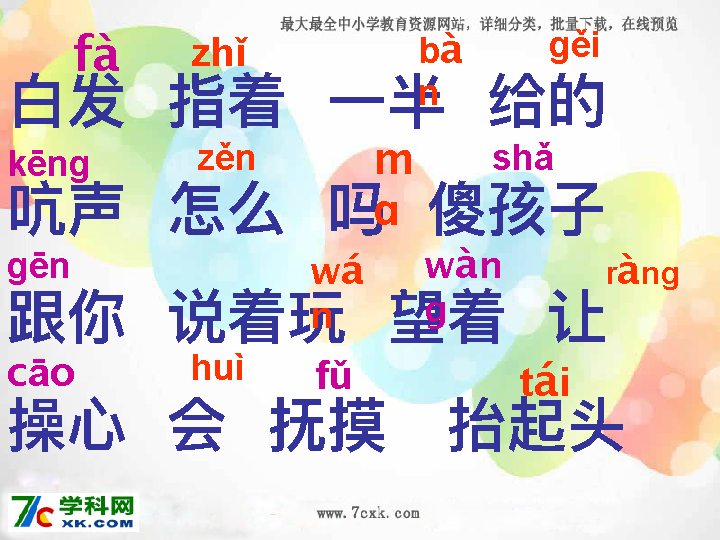 最大最全中小学教育资源网站，详细分类，批量下载，在线预览
fà zhǐ bàn gěi
白发 指着 一半 给的
kēng zěn mɑ shǎ
吭声 怎么 吗 傻孩子
gēn wán wàng ràng
跟你 说着玩 望着 让
cāo huì fǔ tái
操心 会 抚摸 抬起头
7C 学科网
XK.COM
www.7cxk.com